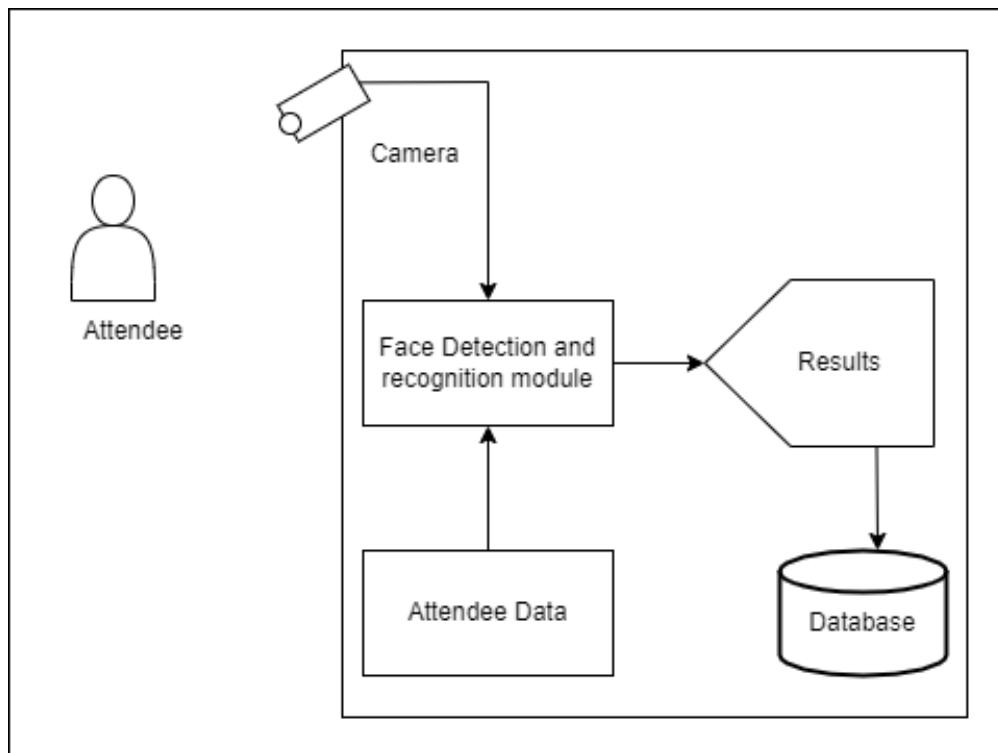 Camera
Attendee
Face Detection and
recognition module
Results
Attendee Data
Database